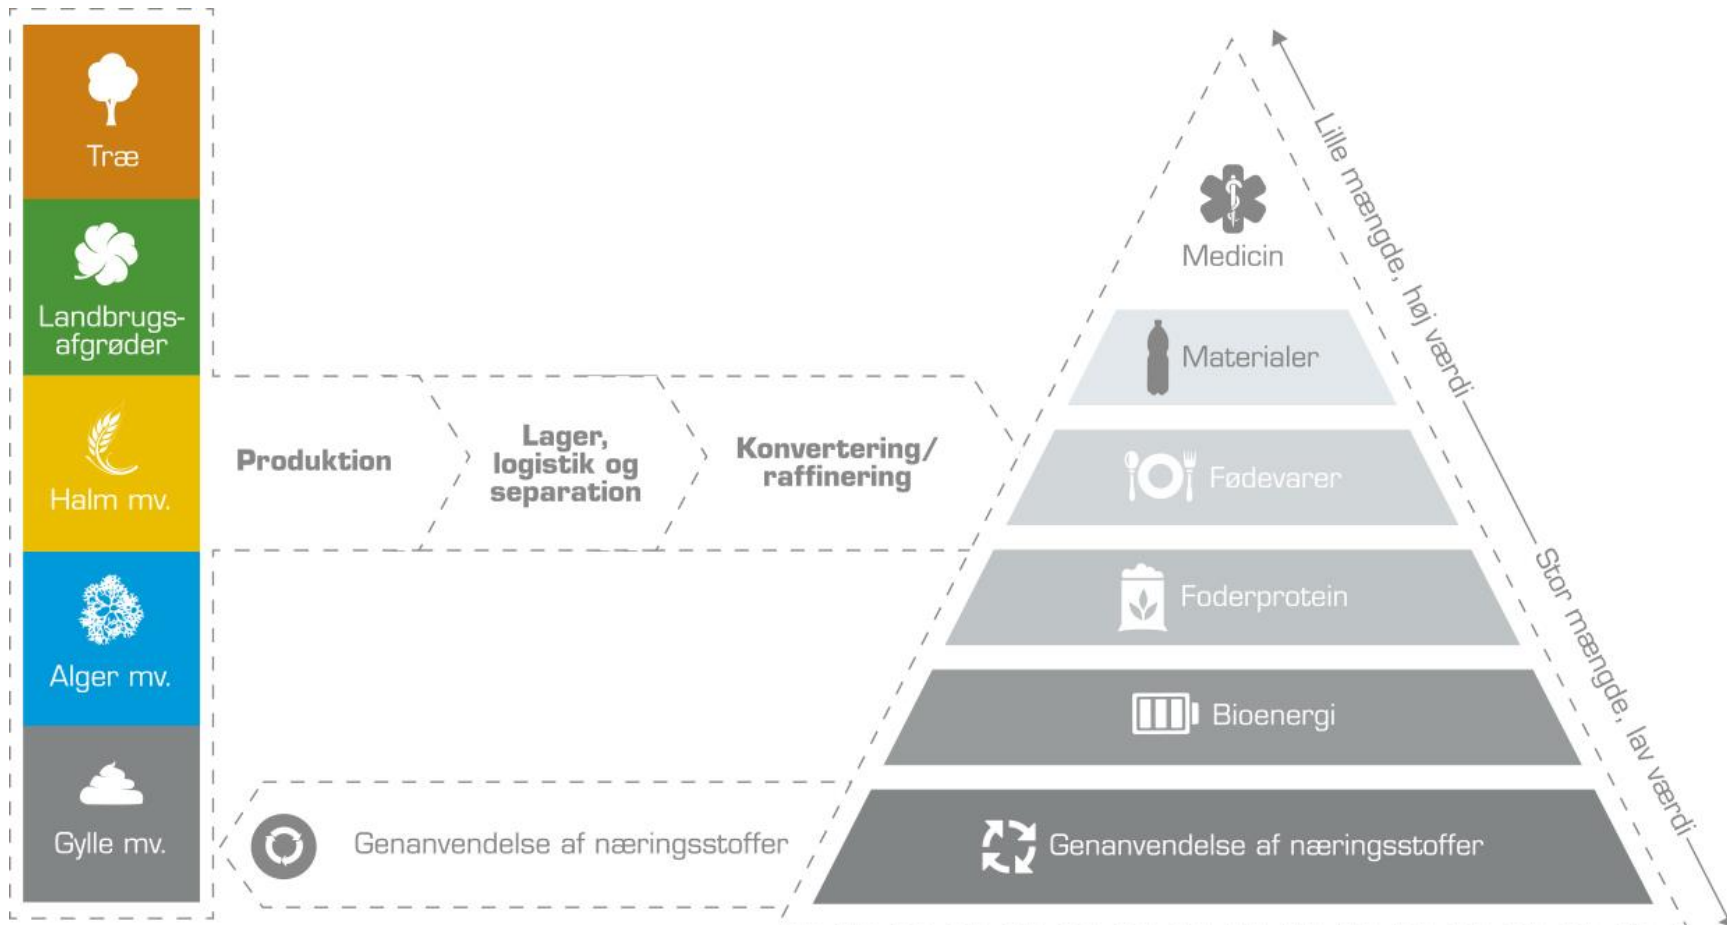 Træ
Landbrugs-
afgrøder
Halm mv.
Alger mv.
Gylle mv.
Produktion
Lager,
logistik og
separation
Konvertering/
raffinering
Genanvendelse af næringsstoffer
Medicin
Materialer
Fødevarer
Foderprotein
Bioenergi
Genanvendelse af næringsstoffer
Lille mængde, høj værdi
Stor mængde, lav værdi